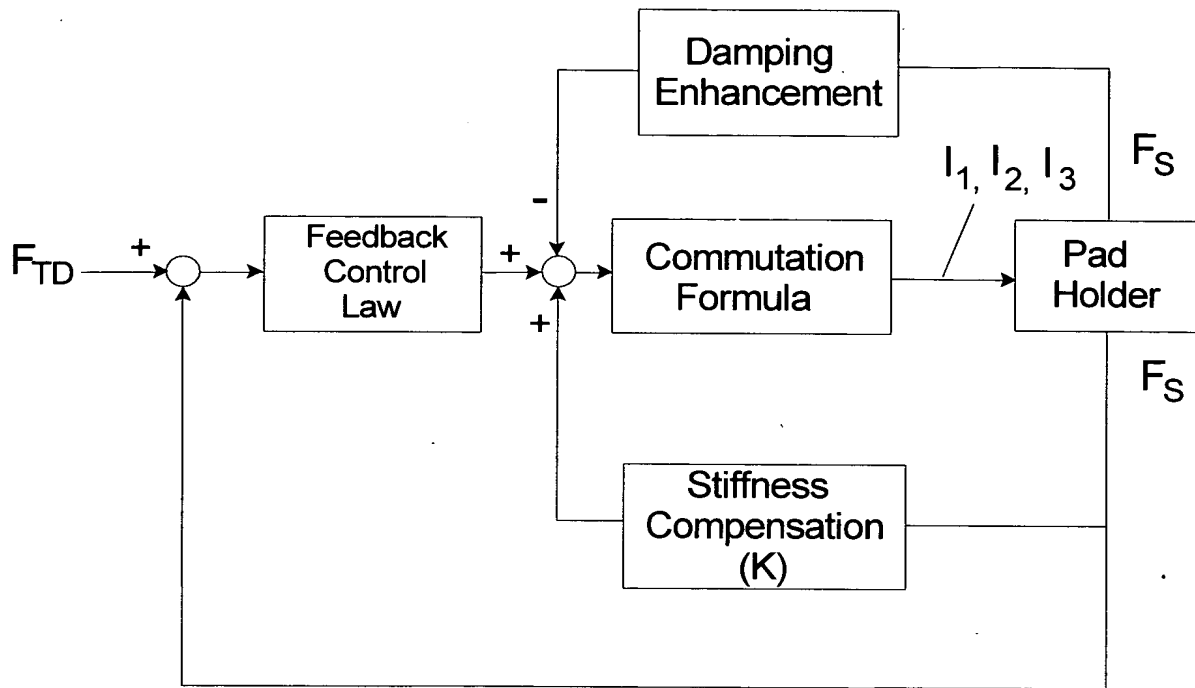 Damping
Enhancement
F_S
I_1, I_2, I_3
-
F_TD
+
Feedback
Control
Law
+
+
Commutation
Formula
Pad
Holder
F_S
Stiffness
Compensation
(K)